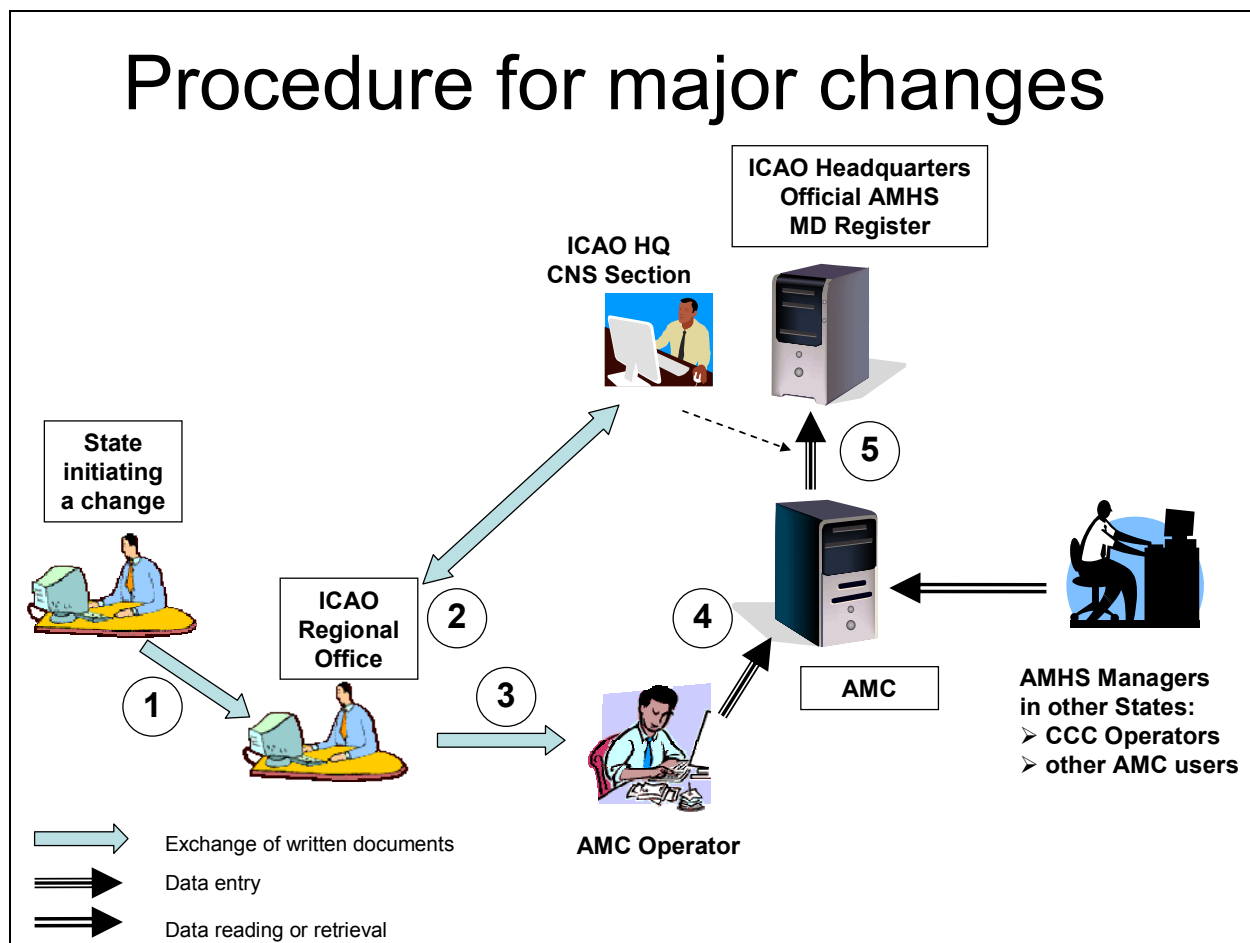 Procedure for major changes
ICAO Headquarters
Official AMHS
MD Register
ICAO HQ
CNS Section
5
State
initiating
a change
ICAO
Regional
Office
2
4
1
3
AMC
AMHS Managers
in other States:
➢ CCC Operators
➢ other AMC users
AMC Operator
Exchange of written documents
Data entry
Data reading or retrieval